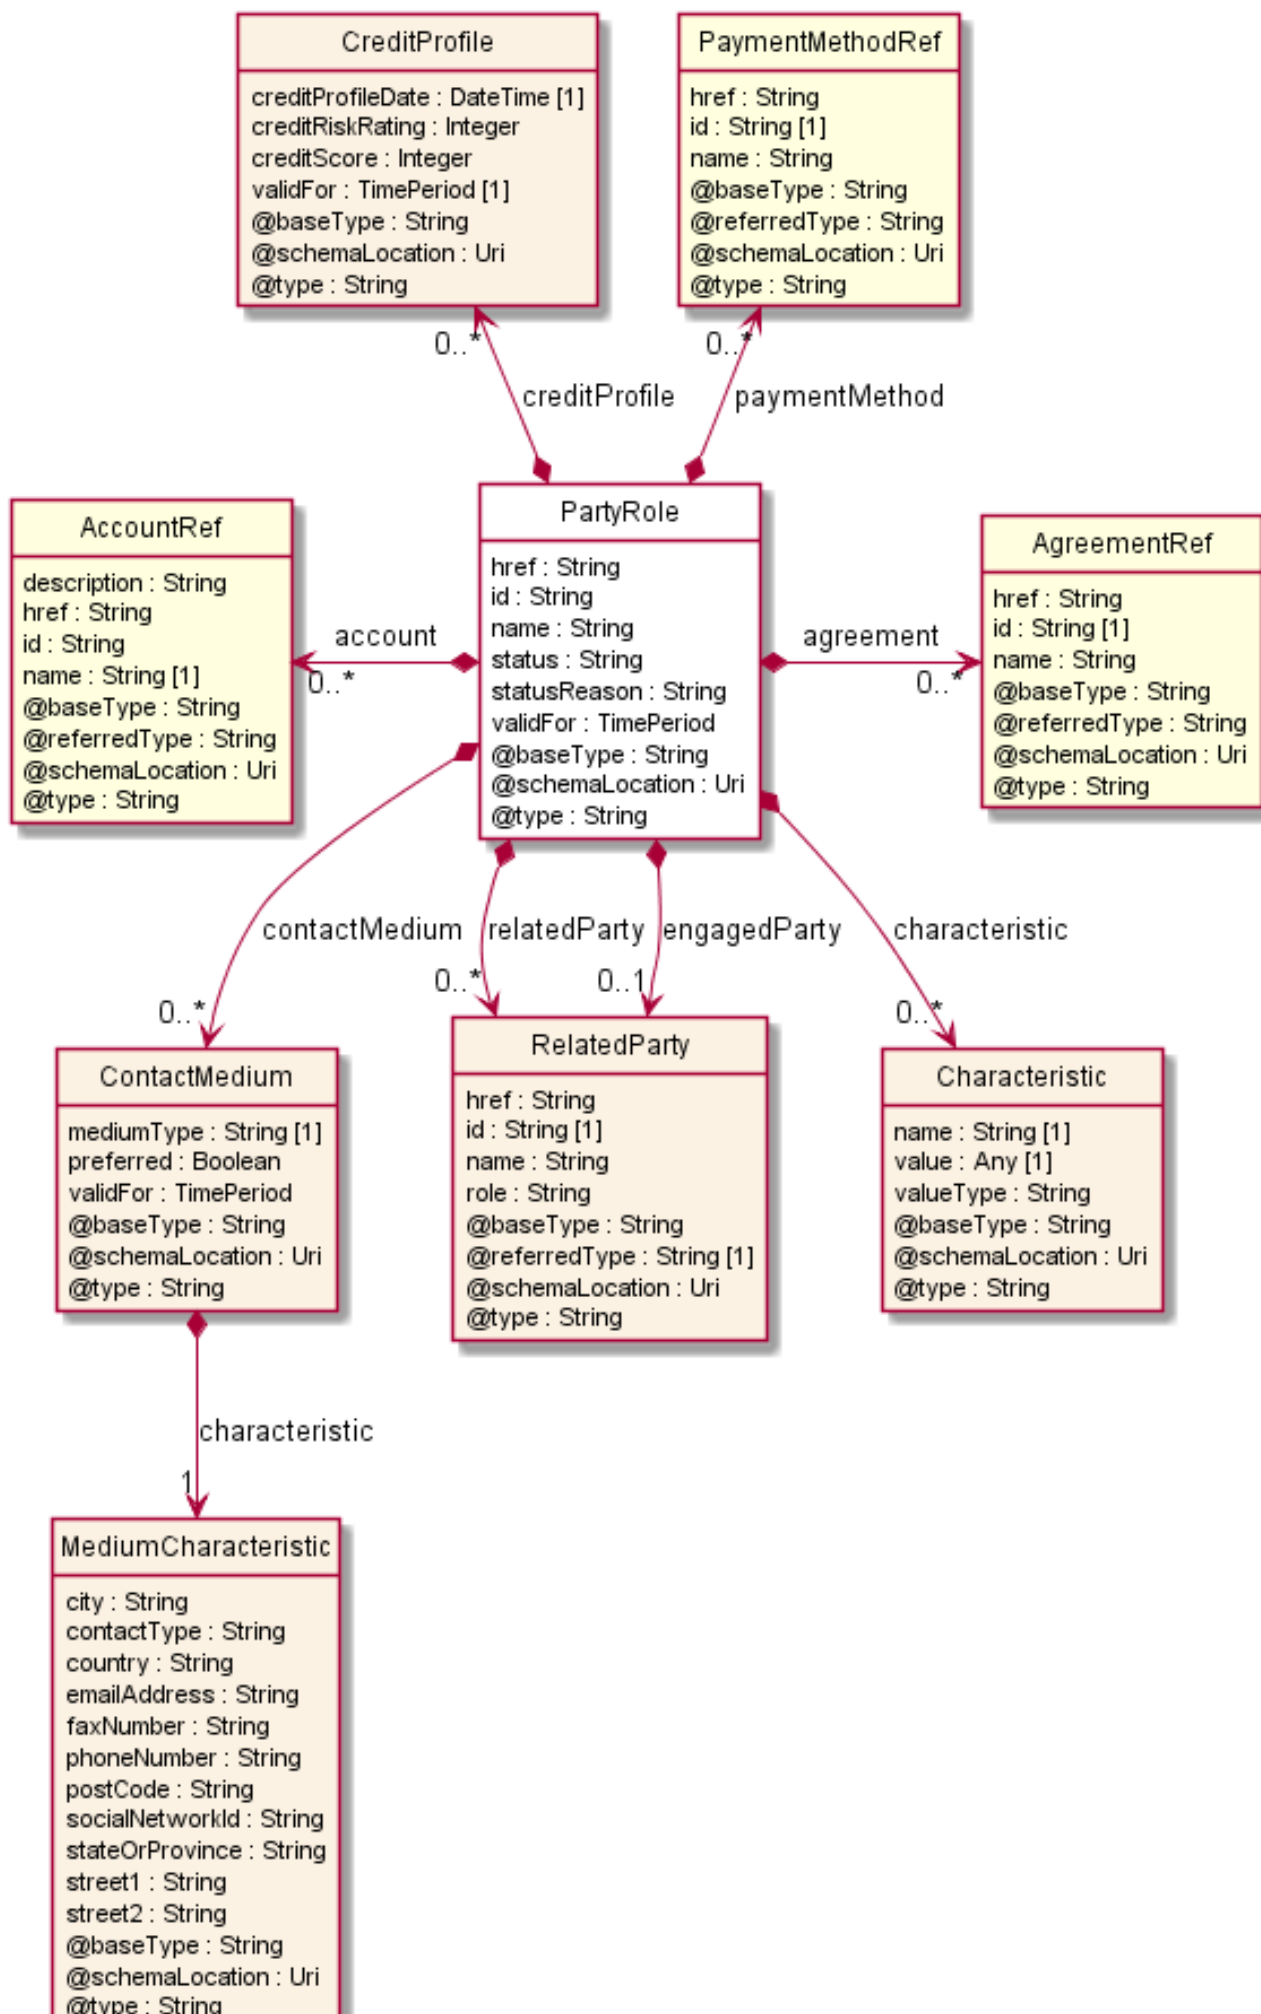 CreditProfile
creditProfileDate : DateTime [1]
creditRiskRating : Integer
creditScore : Integer
validFor : TimePeriod [1]
@baseType : String
@schemaLocation : Uri
@type : String
PaymentMethodRef
href : String
id : String [1]
name : String
@baseType : String
@referredType : String
@schemaLocation : Uri
@type : String
0..*
0..*
creditProfile
paymentMethod
AccountRef
description : String
href : String
id : String
name : String [1]
@baseType : String
@referredType : String
@schemaLocation : Uri
@type : String
account
0..*
PartyRole
href : String
id : String
name : String
status : String
statusReason : String
validFor : TimePeriod
@baseType : String
@schemaLocation : Uri
@type : String
agreement
0..*
AgreementRef
href : String
id : String [1]
name : String
@baseType : String
@referredType : String
@schemaLocation : Uri
@type : String
contactMedium
relatedParty
engagedParty
characteristic
0..*
0..*
0..1
0..*
ContactMedium
mediumType : String [1]
preferred : Boolean
validFor : TimePeriod
@baseType : String
@schemaLocation : Uri
@type : String
RelatedParty
href : String
id : String [1]
name : String
role : String
@baseType : String
@referredType : String [1]
@schemaLocation : Uri
@type : String
Characteristic
name : String [1]
value : Any [1]
valueType : String
@baseType : String
@schemaLocation : Uri
@type : String
characteristic
1
MediumCharacteristic
city : String
contactType : String
country : String
emailAddress : String
faxNumber : String
phoneNumber : String
postCode : String
socialNetworkId : String
stateOrProvince : String
street1 : String
street2 : String
@baseType : String
@schemaLocation : Uri
@type : String